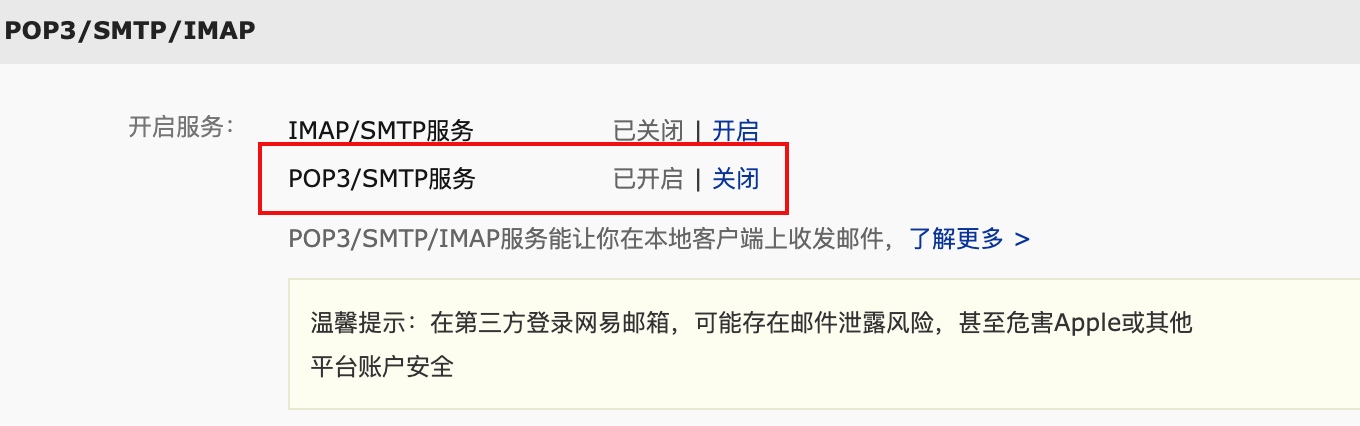 POP3/SMTP/IMAP
开启服务： IMAP/SMTP服务 已关闭 | 开启
POP3/SMTP服务 已开启 | 关闭
POP3/SMTP/IMAP服务能让你在本地客户端上收发邮件，了解更多 >
温馨提示：在第三方登录网易邮箱，可能存在邮件泄露风险，甚至危害Apple或其他
平台账户安全